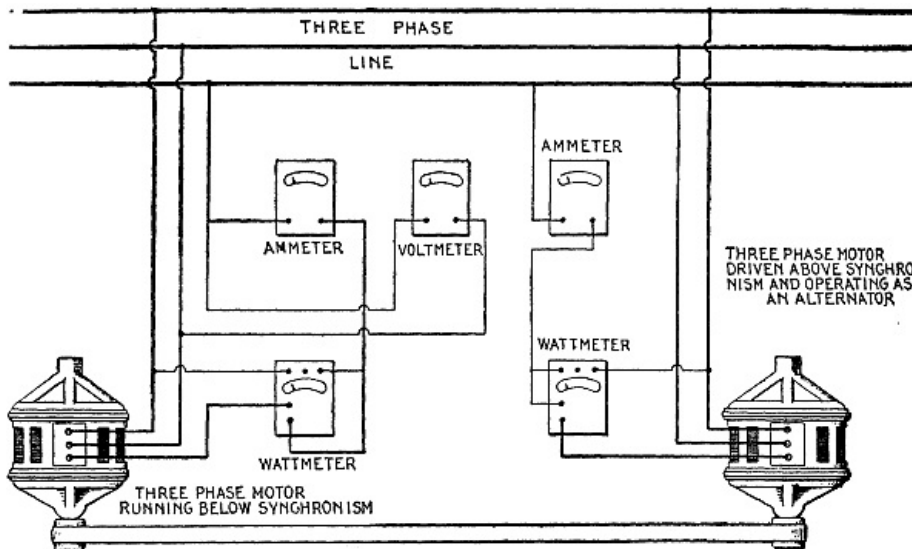 THREE PHASE
LINE
AMMETER
AMMETER
VOLTMETER
THREE PHASE MOTOR
DRIVEN ABOVE SYNCHRO
NISM AND OPERATING AS
AN ALTERNATOR
WATTMETER
WATTMETER
THREE PHASE MOTOR
RUNNING BELOW SYNCHRONISM